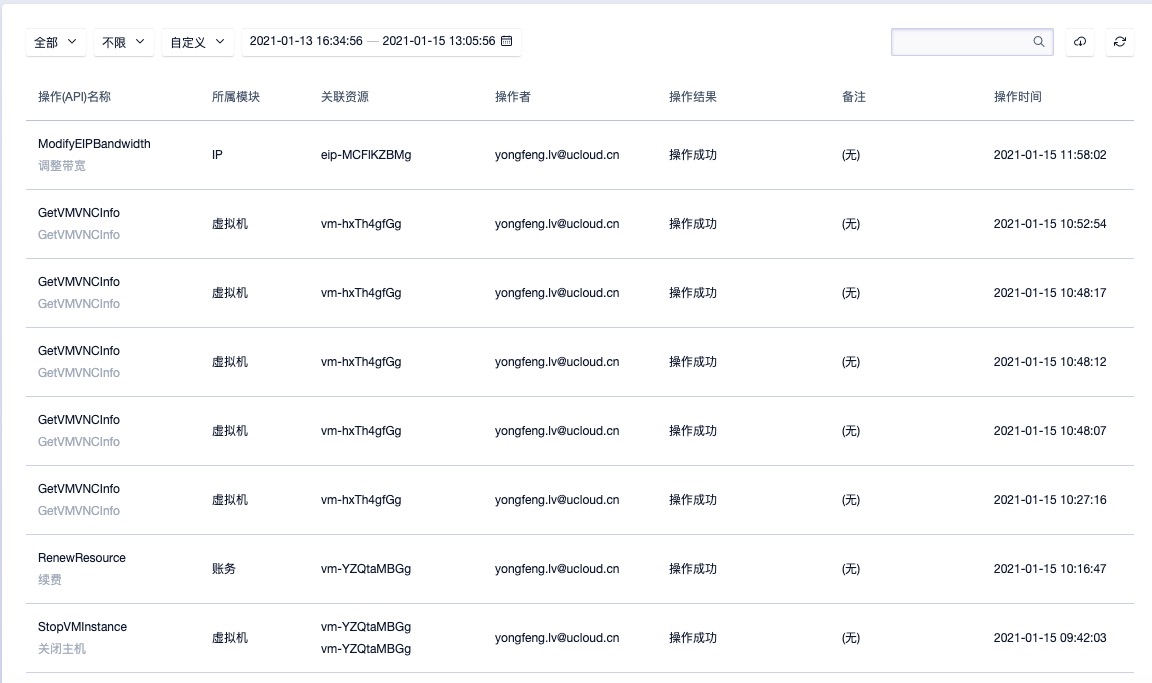 全部 不限 自定义 2021-01-13 16:34:56 — 2021-01-15 13:05:56
操作(API)名称 所属模块 关联资源 操作者 操作结果 备注 操作时间
ModifyEIPBandwidth
调整带宽
IP eip-MCFlKZBMg yongfeng.lv@ucloud.cn 操作成功 (无) 2021-01-15 11:58:02
GetVMVNCInfo
GetVMVNCInfo
虚拟机 vm-hxTh4gfGg yongfeng.lv@ucloud.cn 操作成功 (无) 2021-01-15 10:52:54
GetVMVNCInfo
GetVMVNCInfo
虚拟机 vm-hxTh4gfGg yongfeng.lv@ucloud.cn 操作成功 (无) 2021-01-15 10:48:17
GetVMVNCInfo
GetVMVNCInfo
虚拟机 vm-hxTh4gfGg yongfeng.lv@ucloud.cn 操作成功 (无) 2021-01-15 10:48:12
GetVMVNCInfo
GetVMVNCInfo
虚拟机 vm-hxTh4gfGg yongfeng.lv@ucloud.cn 操作成功 (无) 2021-01-15 10:48:07
GetVMVNCInfo
GetVMVNCInfo
虚拟机 vm-hxTh4gfGg yongfeng.lv@ucloud.cn 操作成功 (无) 2021-01-15 10:27:16
RenewResource
续费
账务 vm-YZQtaMBGg yongfeng.lv@ucloud.cn 操作成功 (无) 2021-01-15 10:16:47
StopVMInstance
关闭主机
虚拟机
vm-YZQtaMBGg
vm-YZQtaMBGg
yongfeng.lv@ucloud.cn 操作成功 (无) 2021-01-15 09:42:03